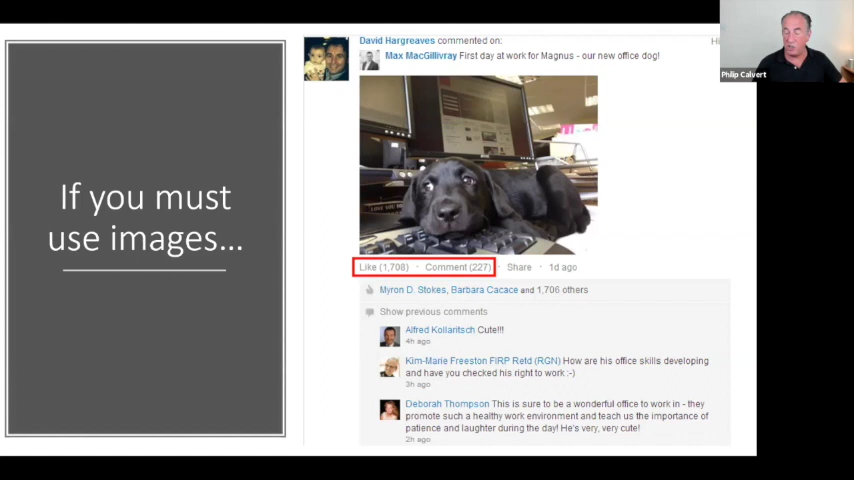 If you must
use images...
David Hargreaves commented on:
Max MacGillivray First day at work for Magnus - our new office dog!
Like (1,708) · Comment (227) · Share · 1d ago
Myron D. Stokes, Barbara Cacace and 1,706 others
Show previous comments
Alfred Kollaritsch Cute!!!
4h ago
Kim-Marie Freeston FIRP Retd (RGN) How are his office skills developing
and have you checked his right to work :-)
3h ago
Deborah Thompson This is sure to be a wonderful office to work in - they
promote such a healthy work environment and teach us the importance of
patience and laughter during the day! He's very, very cute!
2h ago
Philip Calvert